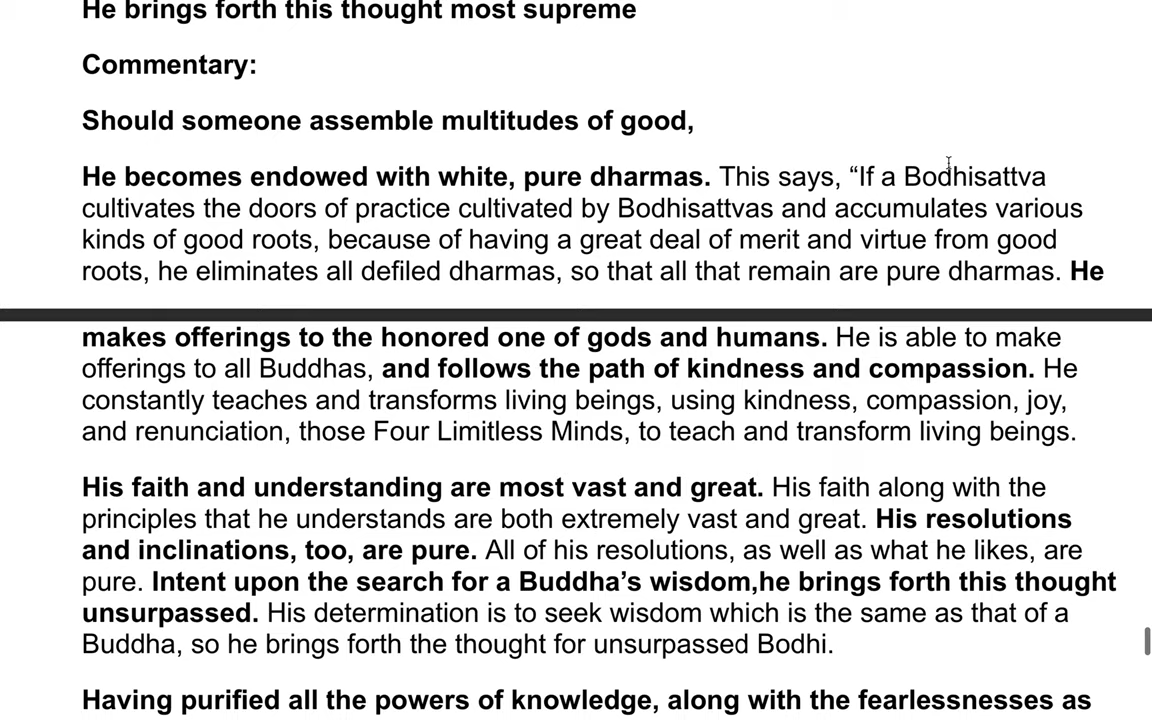 He brings forth this thought most supreme
Commentary:
Should someone assemble multitudes of good,
He becomes endowed with white, pure dharmas. This says, “If a Bodhisattva
cultivates the doors of practice cultivated by Bodhisattvas and accumulates various
kinds of good roots, because of having a great deal of merit and virtue from good
roots, he eliminates all defiled dharmas, so that all that remain are pure dharmas. He
makes offerings to the honored one of gods and humans. He is able to make
offerings to all Buddhas, and follows the path of kindness and compassion. He
constantly teaches and transforms living beings, using kindness, compassion, joy,
and renunciation, those Four Limitless Minds, to teach and transform living beings.
His faith and understanding are most vast and great. His faith along with the
principles that he understands are both extremely vast and great. His resolutions
and inclinations, too, are pure. All of his resolutions, as well as what he likes, are
pure. Intent upon the search for a Buddha’s wisdom,he brings forth this thought
unsurpassed. His determination is to seek wisdom which is the same as that of a
Buddha, so he brings forth the thought for unsurpassed Bodhi.
Having purified all the powers of knowledge, along with the fearlessnesses as